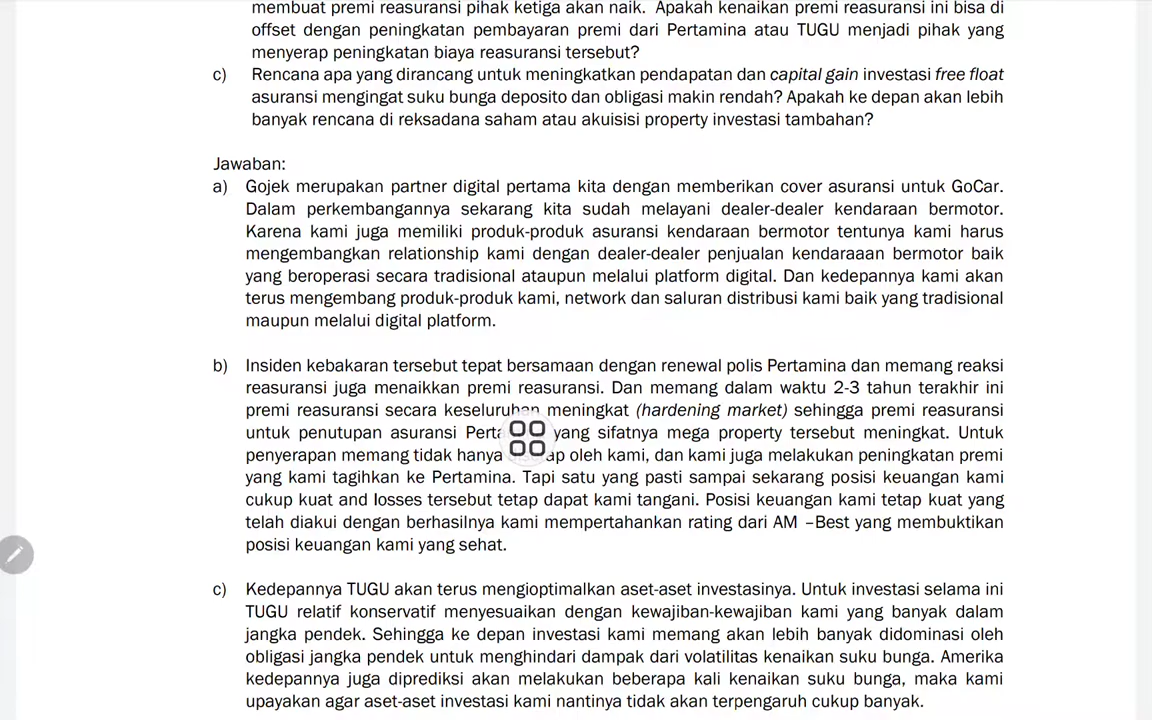 membuat premi reasuransi pihak ketiga akan naik. Apakah kenaikan premi reasuransi ini bisa di
offset dengan peningkatan pembayaran premi dari Pertamina atau TUGU menjadi pihak yang
menyerap peningkatan biaya reasuransi tersebut?
c) Rencana apa yang dirancang untuk meningkatkan pendapatan dan capital gain investasi free float
asuransi mengingat suku bunga deposito dan obligasi makin rendah? Apakah ke depan akan lebih
banyak rencana di reksadana saham atau akuisisi property investasi tambahan?
Jawaban:
a) Gojek merupakan partner digital pertama kita dengan memberikan cover asuransi untuk GoCar.
Dalam perkembangannya sekarang kita sudah melayani dealer-dealer kendaraan bermotor.
Karena kami juga memiliki produk-produk asuransi kendaraan bermotor tentunya kami harus
mengembangkan relationship kami dengan dealer-dealer penjualan kendaraaan bermotor baik
yang beroperasi secara tradisional ataupun melalui platform digital. Dan kedepannya kami akan
terus mengembang produk-produk kami, network dan saluran distribusi kami baik yang tradisional
maupun melalui digital platform.
b) Insiden kebakaran tersebut tepat bersamaan dengan renewal polis Pertamina dan memang reaksi
reasuransi juga menaikkan premi reasuransi. Dan memang dalam waktu 2-3 tahun terakhir ini
premi reasuransi secara keseluruhan meningkat (hardening market) sehingga premi reasuransi
untuk penutupan asuransi yang sifatnya mega property tersebut meningkat. Untuk
penyerapan memang tidak hanya oleh kami, dan kami juga melakukan peningkatan premi
yang kami tagihkan ke Pertamina. Tapi satu yang pasti sampai sekarang posisi keuangan kami
cukup kuat and losses tersebut tetap dapat kami tangani. Posisi keuangan kami tetap kuat yang
telah diakui dengan berhasilnya kami mempertahankan rating dari AM –Best yang membuktikan
posisi keuangan kami yang sehat.
c) Kedepannya TUGU akan terus mengioptimalkan aset-aset investasinya. Untuk investasi selama ini
TUGU relatif konservatif menyesuaikan dengan kewajiban-kewajiban kami yang banyak dalam
jangka pendek. Sehingga ke depan investasi kami memang akan lebih banyak didominasi oleh
obligasi jangka pendek untuk menghindari dampak dari volatilitas kenaikan suku bunga. Amerika
kedepannya juga diprediksi akan melakukan beberapa kali kenaikan suku bunga, maka kami
upayakan agar aset-aset investasi kami nantinya tidak akan terpengaruh cukup banyak.